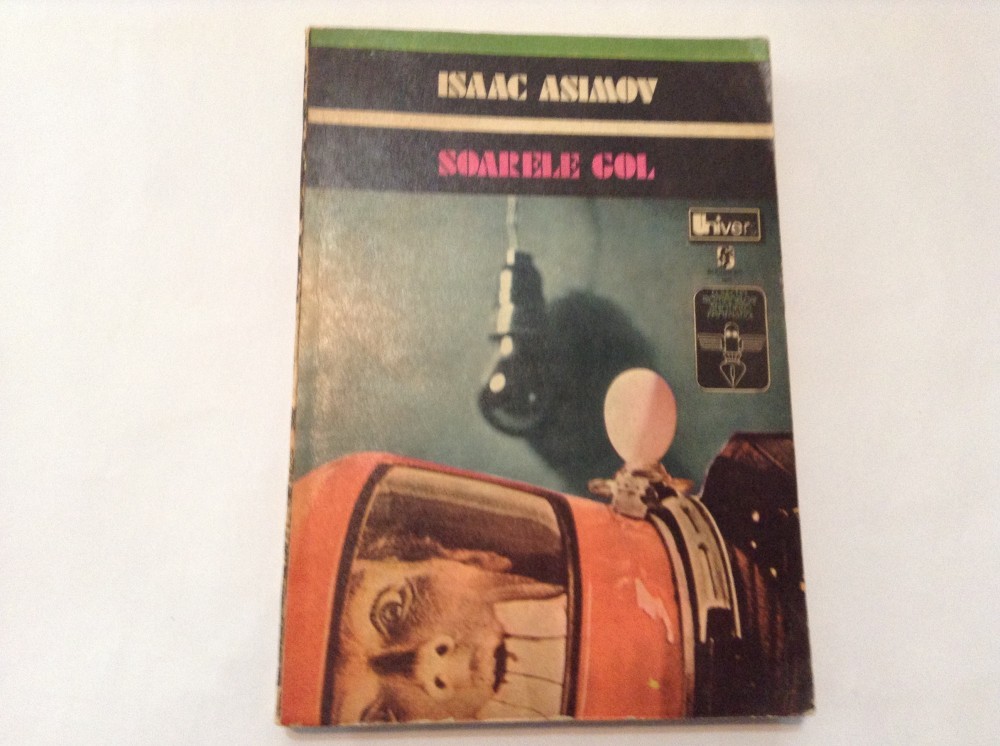 ISAAC ASIMOV
SOARELE GOL
Univers